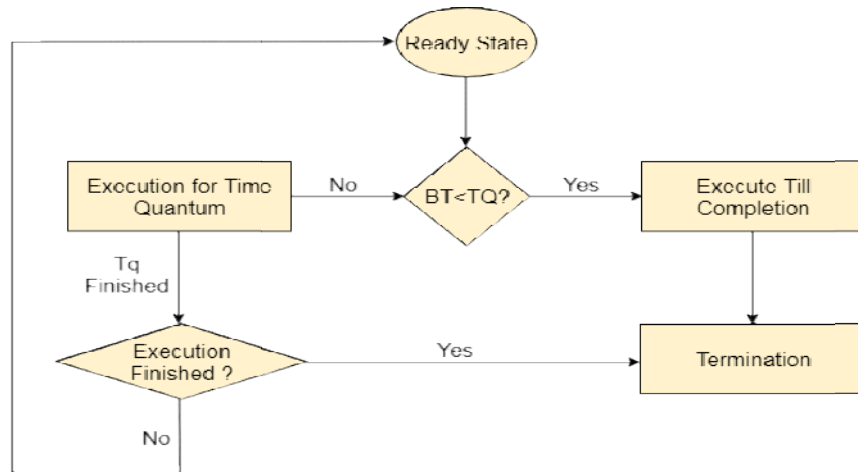 Ready State
Execution for Time
Quantum
No
BT<TQ?
Yes
Execute Till
Completion
Tq
Finished
Execution
Finished ?
Yes
Termination
No